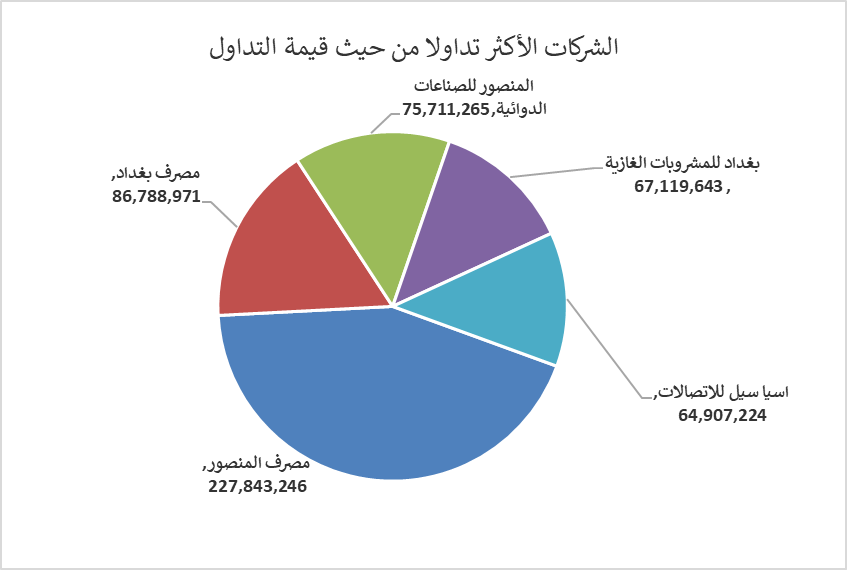 الشركات الأكثر تداولا من حيث قيمة التداول
المنصور للصناعات
الدوائية, 75,711,265
بغداد للمشروبات الغازية
, 67,119,643
مصرف بغداد,
86,788,971
اسيا سيل للاتصالات,
64,907,224
مصرف المنصور,
227,843,246